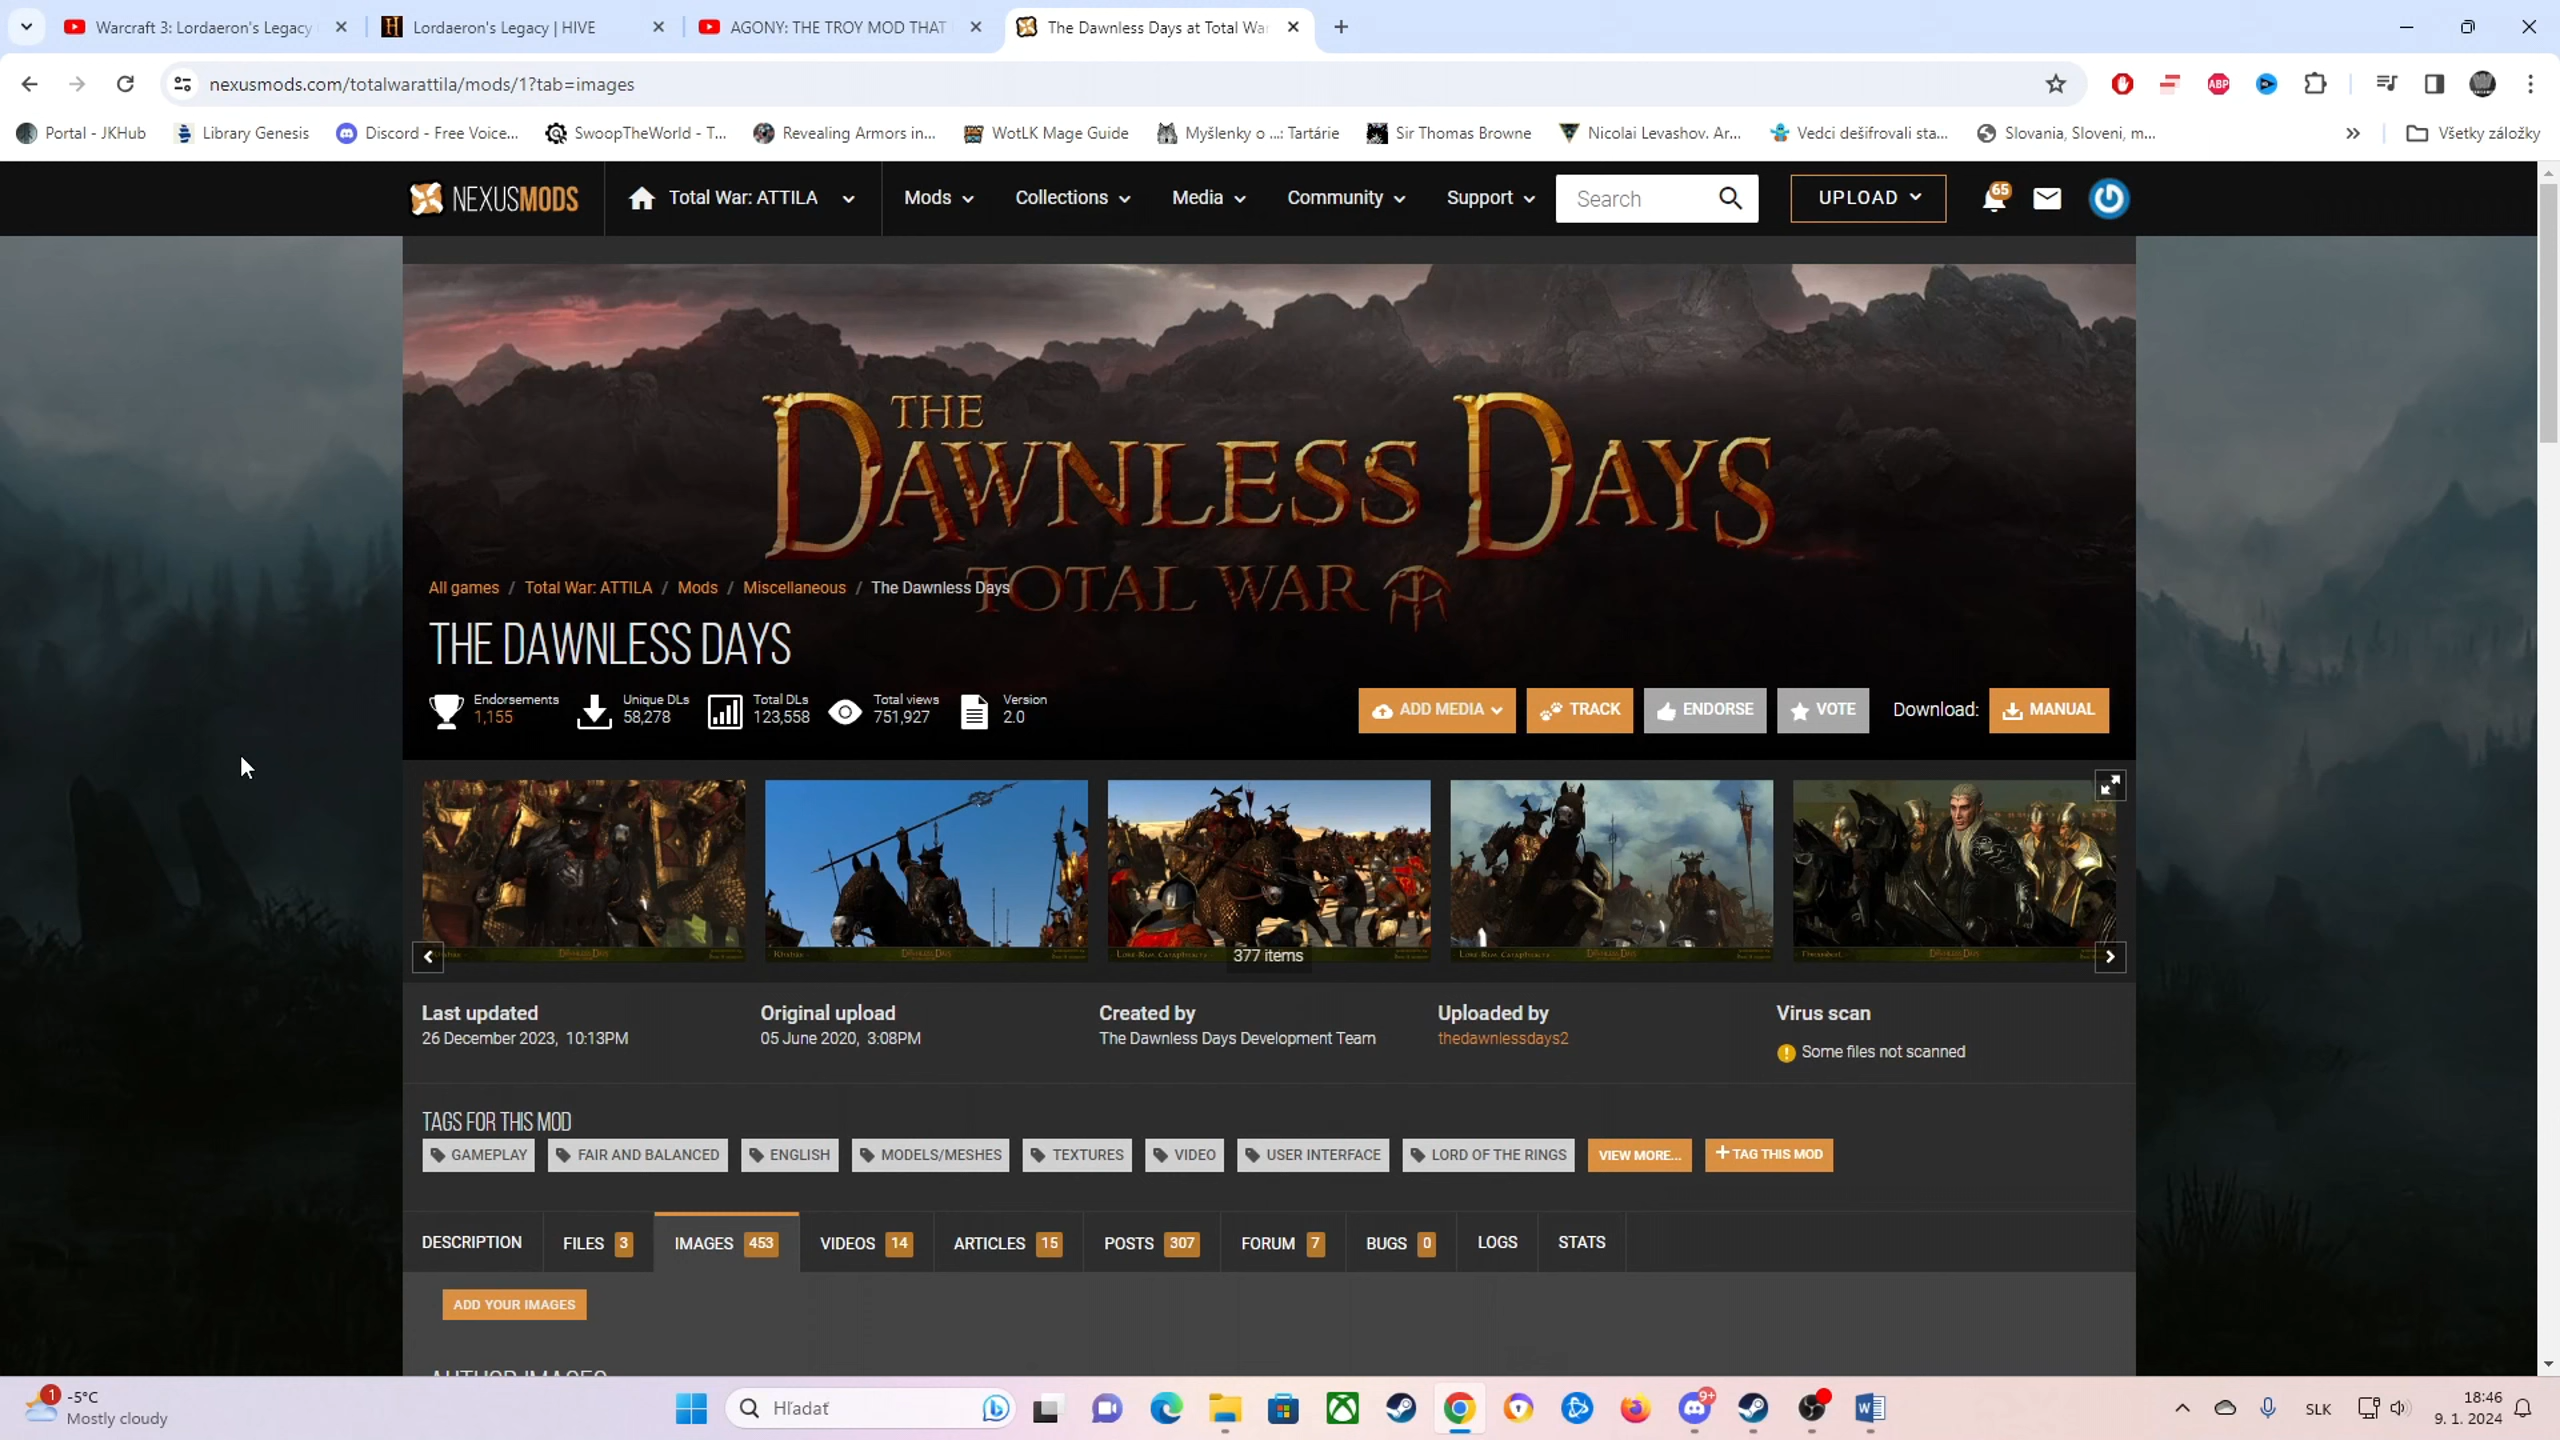 Warcraft 3: Lordaeron's Legacy
Lordaeron's Legacy | HIVE
AGONY: THE TROY MOD THAT
The Dawnless Days at Total War
nexusmods.com/totalwarattila/mods/1?tab=images
ABP
Portal - JKHub
Library Genesis
Discord - Free Voice...
SwoopTheWorld - T...
Revealing Armors in...
WotLK Mage Guide
Myšlenky o ...: Tartárie
Sir Thomas Browne
Nicolai Levashov. Ar...
Vedci dešifrovali sta...
Slovania, Sloveni, m...
Všetky záložky
NEXUSMODS
Total War: ATTILA
Mods
Collections
Media
Community
Support
Search
UPLOAD
65
THE
DAWNLESS DAYS
TOTAL WAR
All games / Total War: ATTILA / Mods / Miscellaneous / The Dawnless Days
THE DAWNLESS DAYS
Endorsements
1,155
Unique DLs
58,278
Total DLs
123,558
Total views
751,927
Version
2.0
ADD MEDIA
TRACK
ENDORSE
VOTE
Download:
MANUAL
377 items
Last updated
26 December 2023, 10:13PM
Original upload
05 June 2020, 3:08PM
Created by
The Dawnless Days Development Team
Uploaded by
thedawnlessdays2
Virus scan
Some files not scanned
TAGS FOR THIS MOD
GAMEPLAY
FAIR AND BALANCED
ENGLISH
MODELS/MESHES
TEXTURES
VIDEO
USER INTERFACE
LORD OF THE RINGS
VIEW MORE...
+ TAG THIS MOD
DESCRIPTION
FILES 3
IMAGES 453
VIDEOS 14
ARTICLES 15
POSTS 307
FORUM 7
BUGS 0
LOGS
STATS
ADD YOUR IMAGES
AUTHOR IMAGES
1
-5°C
Mostly cloudy
Hľadať
9+
SLK
18:46
9. 1. 2024